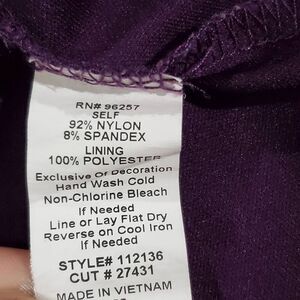 RN# 96257
SELF
92% NYLON
8% SPANDEX
LINING
100% POLYESTER
Exclusive Of Decoration
Hand Wash Cold
Non-Chlorine Bleach
If Needed
Line or Lay Flat Dry
Reverse on Cool Iron
If Needed
STYLE# 112136
CUT # 27431
MADE IN VIETNAM